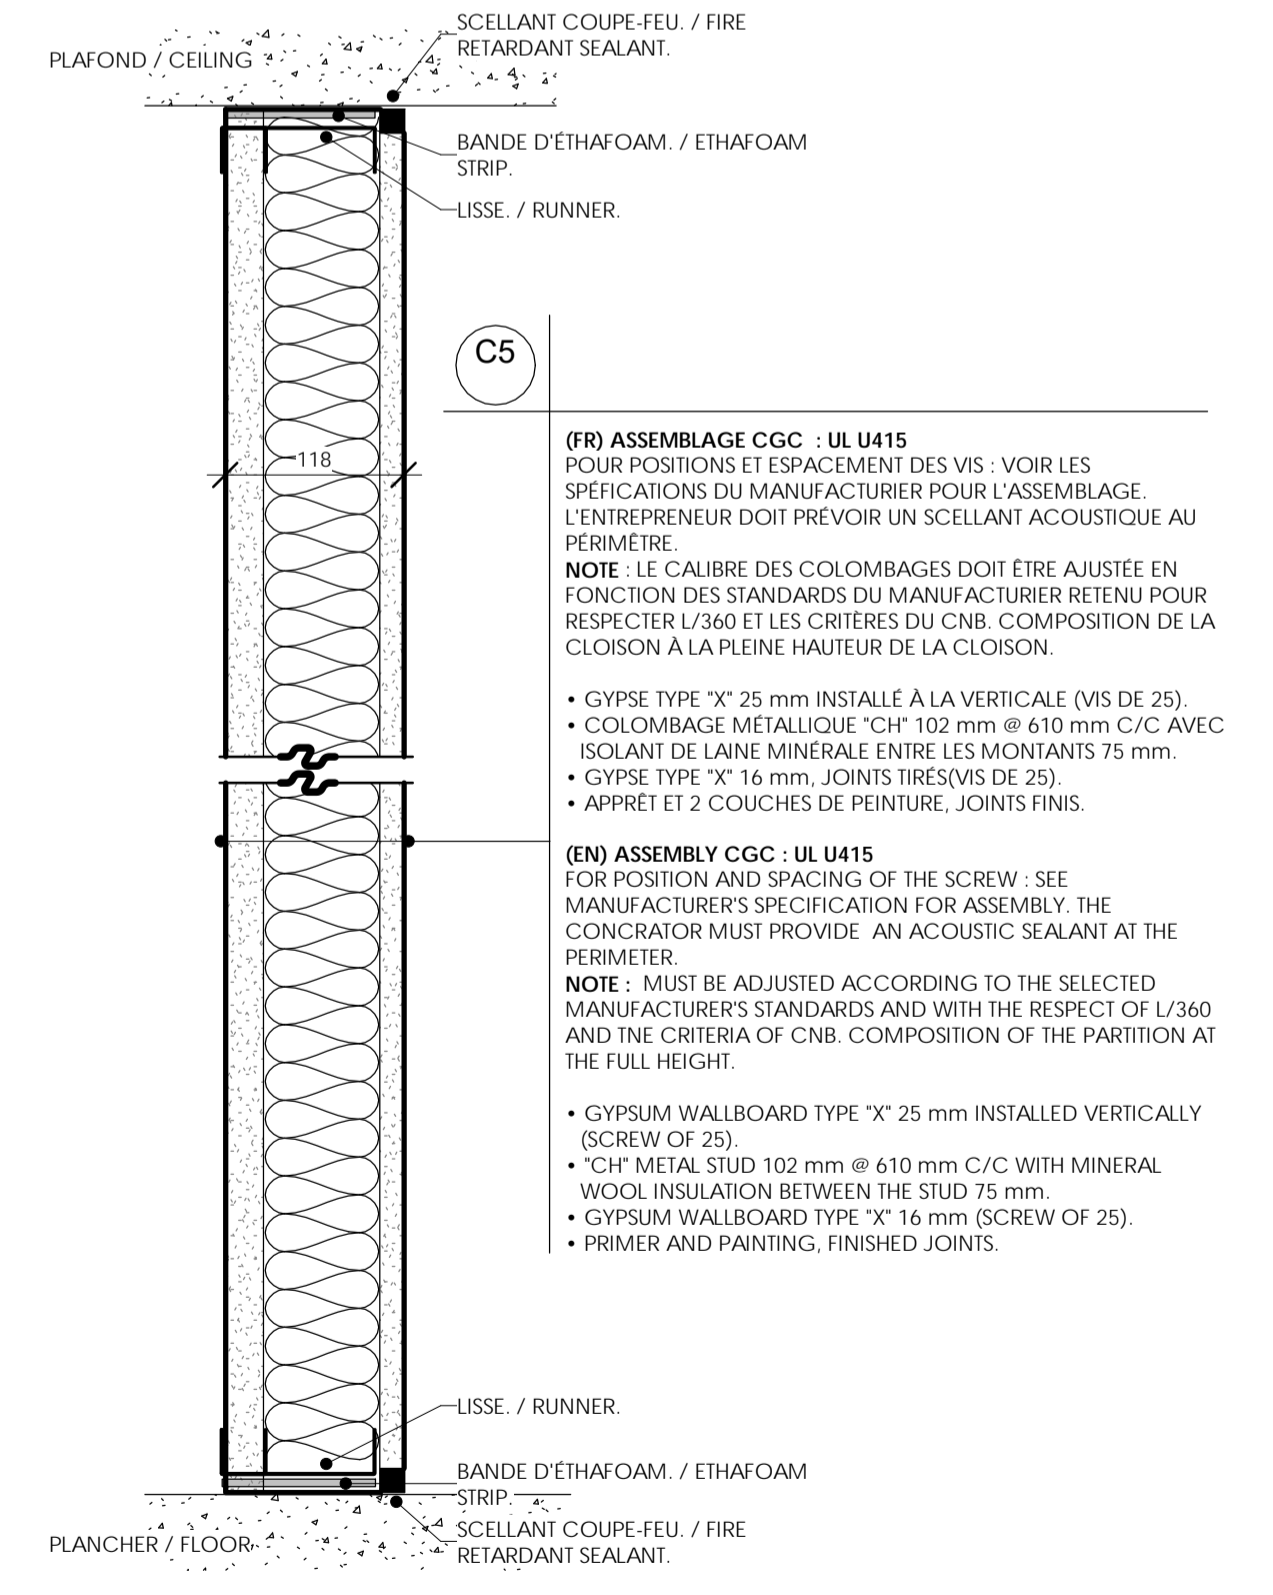 SCELLANT COUPE-FEU. / FIRE
RETARDANT SEALANT.
PLAFOND / CEILING
BANDE D'ÉTHAFOAM. / ETHAFOAM
STRIP.
LISSE. / RUNNER.
C5
(FR) ASSEMBLAGE CGC : UL U415
POUR POSITIONS ET ESPACEMENT DES VIS : VOIR LES
SPÉFICATIONS DU MANUFACTURIER POUR L'ASSEMBLAGE.
L'ENTREPRENEUR DOIT PRÉVOIR UN SCELLANT ACOUSTIQUE AU
PÉRIMÊTRE.
NOTE : LE CALIBRE DES COLOMBAGES DOIT ÊTRE AJUSTÉE EN
FONCTION DES STANDARDS DU MANUFACTURIER RETENU POUR
RESPECTER L/360 ET LES CRITÈRES DU CNB. COMPOSITION DE LA
CLOISON À LA PLEINE HAUTEUR DE LA CLOISON.
118
• GYPSE TYPE "X" 25 mm INSTALLÉ À LA VERTICALE (VIS DE 25).
• COLOMBAGE MÉTALLIQUE "CH" 102 mm @ 610 mm C/C AVEC
ISOLANT DE LAINE MINÉRALE ENTRE LES MONTANTS 75 mm.
• GYPSE TYPE "X" 16 mm, JOINTS TIRÉS(VIS DE 25).
• APPRÊT ET 2 COUCHES DE PEINTURE, JOINTS FINIS.
(EN) ASSEMBLY CGC : UL U415
FOR POSITION AND SPACING OF THE SCREW : SEE
MANUFACTURER'S SPECIFICATION FOR ASSEMBLY. THE
CONCRATOR MUST PROVIDE AN ACOUSTIC SEALANT AT THE
PERIMETER.
NOTE : MUST BE ADJUSTED ACCORDING TO THE SELECTED
MANUFACTURER'S STANDARDS AND WITH THE RESPECT OF L/360
AND TNE CRITERIA OF CNB. COMPOSITION OF THE PARTITION AT
THE FULL HEIGHT.
• GYPSUM WALLBOARD TYPE "X" 25 mm INSTALLED VERTICALLY
(SCREW OF 25).
• "CH" METAL STUD 102 mm @ 610 mm C/C WITH MINERAL
WOOL INSULATION BETWEEN THE STUD 75 mm.
• GYPSUM WALLBOARD TYPE "X" 16 mm (SCREW OF 25).
• PRIMER AND PAINTING, FINISHED JOINTS.
LISSE. / RUNNER.
BANDE D'ÉTHAFOAM. / ETHAFOAM
STRIP.
SCELLANT COUPE-FEU. / FIRE
RETARDANT SEALANT.
PLANCHER / FLOOR